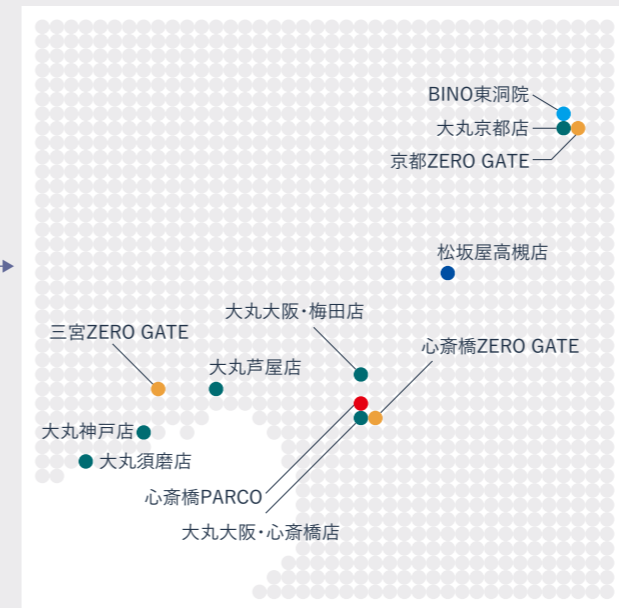 BINO東洞院
大丸京都店
京都ZERO GATE
松坂屋高槻店
大丸大阪・梅田店
三宮ZERO GATE
心斎橋ZERO GATE
大丸芦屋店
大丸神戸店
大丸須磨店
心斎橋PARCO
大丸大阪・心斎橋店